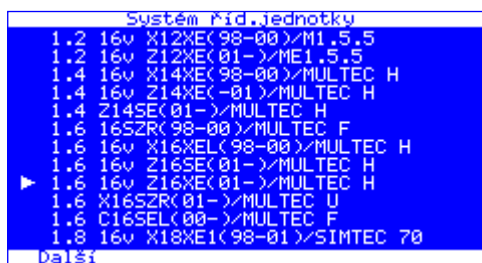 Systém říd.jednotky
1.2 16v X12XE(98-00)/M1.5.5
1.2 16v Z12XE(01-)/ME1.5.5
1.4 16v X14XE(98-00)/MULTEC H
1.4 16v Z14XE(-01)/MULTEC H
1.4 Z14SE(01-)/MULTEC H
1.6 16SZR(98-00)/MULTEC F
1.6 16v X16XEL(98-00)/MULTEC H
1.6 16v Z16SE(01-)/MULTEC H
1.6 16v Z16XE(01-)/MULTEC H
1.6 X16SZR(01-)/MULTEC U
1.6 C16SEL(00-)/MULTEC F
1.8 16v X18XE1(98-01)/SIMTEC 70
Další